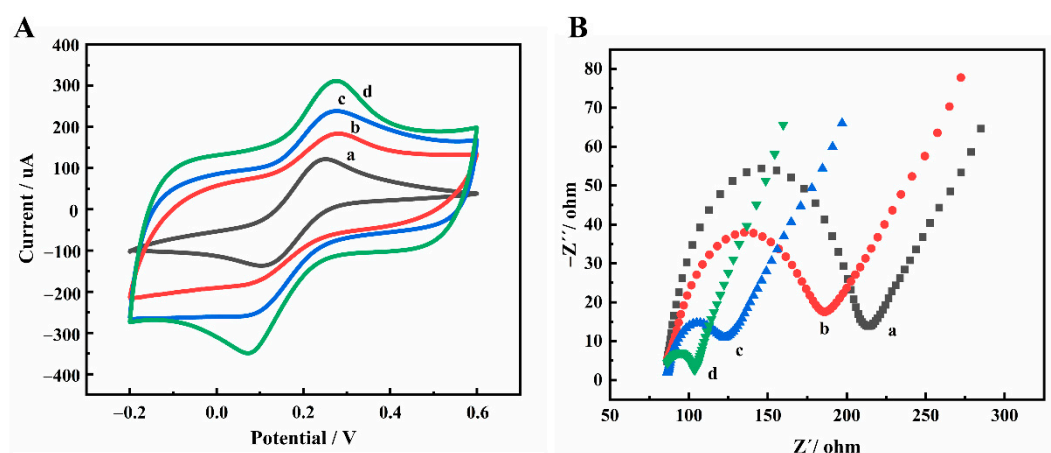 A
400
300
200
100
0
−100
−200
−300
−400
Current / uA
−0.2
0.0
0.2
0.4
0.6
Potential / V
d
c
b
a
B
80
70
60
50
40
30
20
10
0
−Z´´/ ohm
50
100
150
200
250
300
Z´/ ohm
a
b
c
d